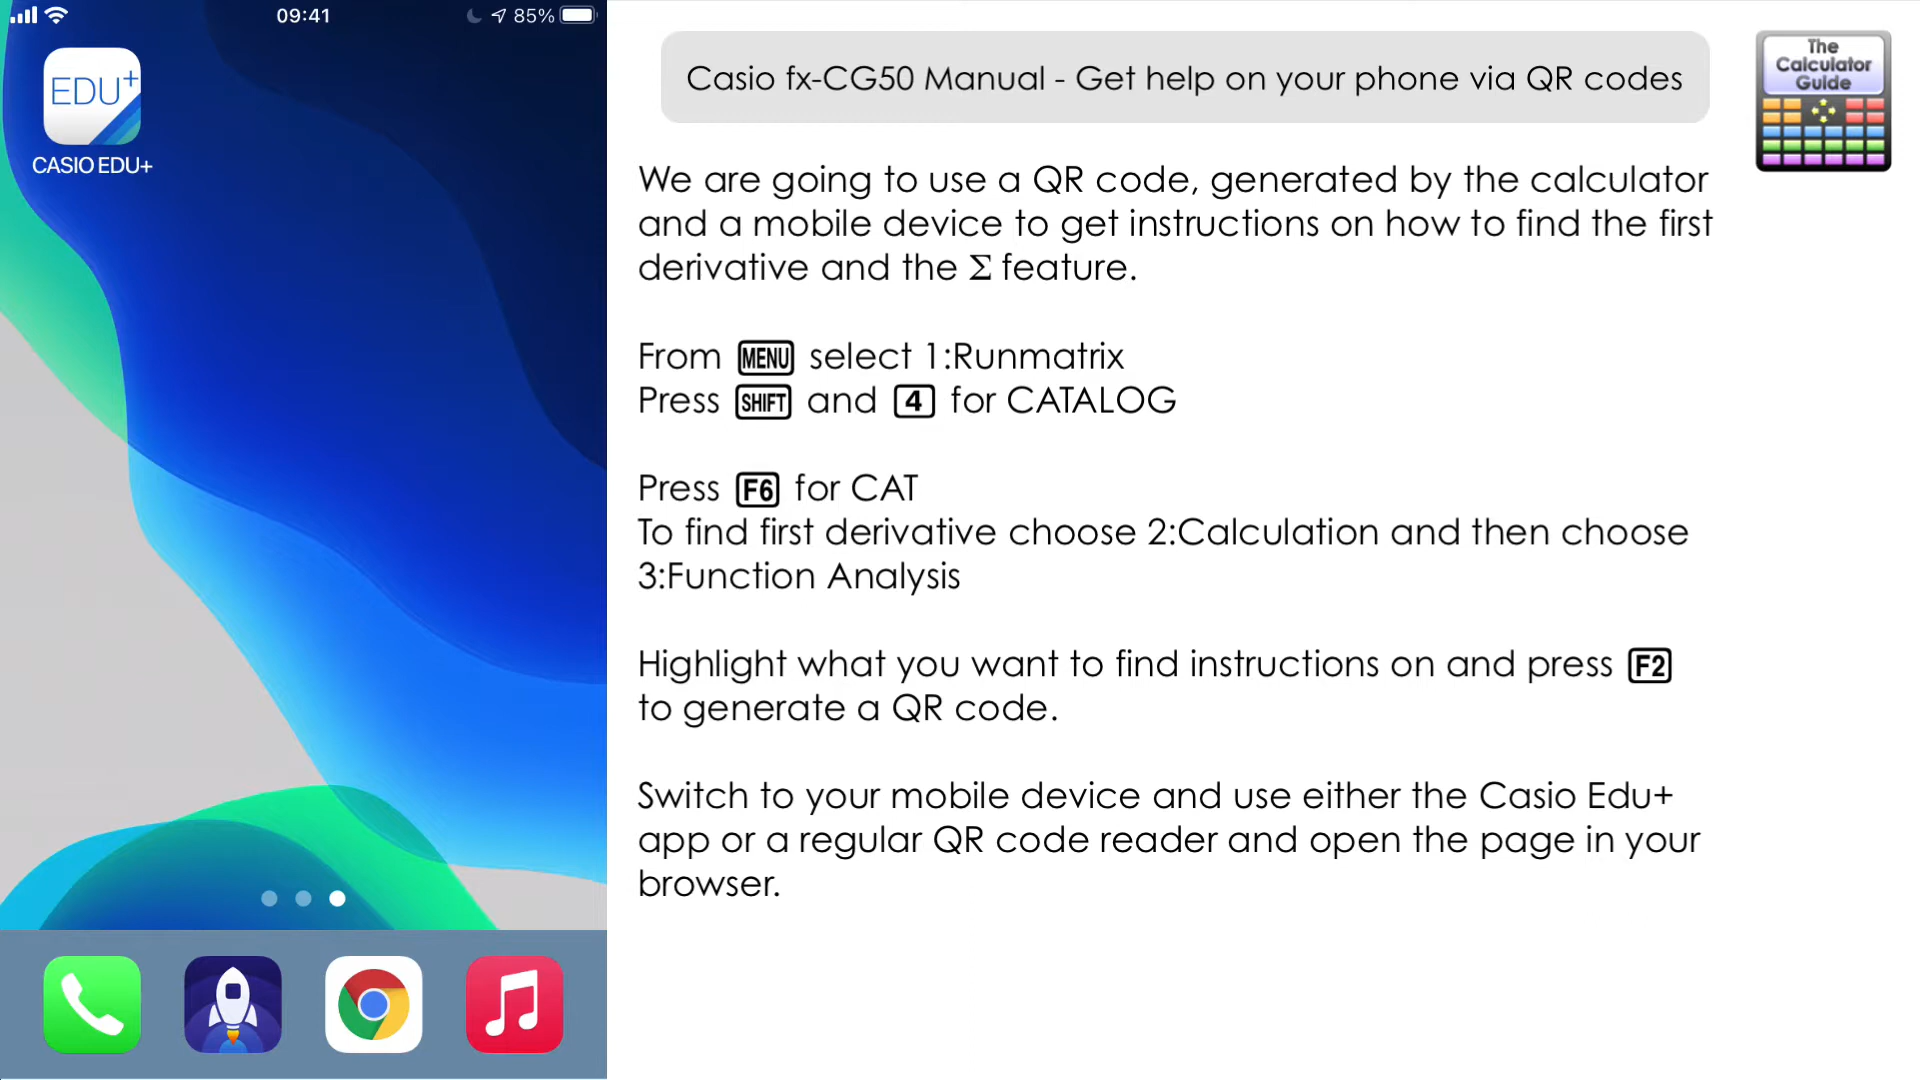 09:41
85%
EDU+
CASIO EDU+
Casio fx-CG50 Manual - Get help on your phone via QR codes
The
Calculator
Guide
We are going to use a QR code, generated by the calculator
and a mobile device to get instructions on how to find the first
derivative and the Σ feature.
From MENU select 1:Runmatrix
Press SHIFT and 4 for CATALOG
Press F6 for CAT
To find first derivative choose 2:Calculation and then choose
3:Function Analysis
Highlight what you want to find instructions on and press F2
to generate a QR code.
Switch to your mobile device and use either the Casio Edu+
app or a regular QR code reader and open the page in your
browser.